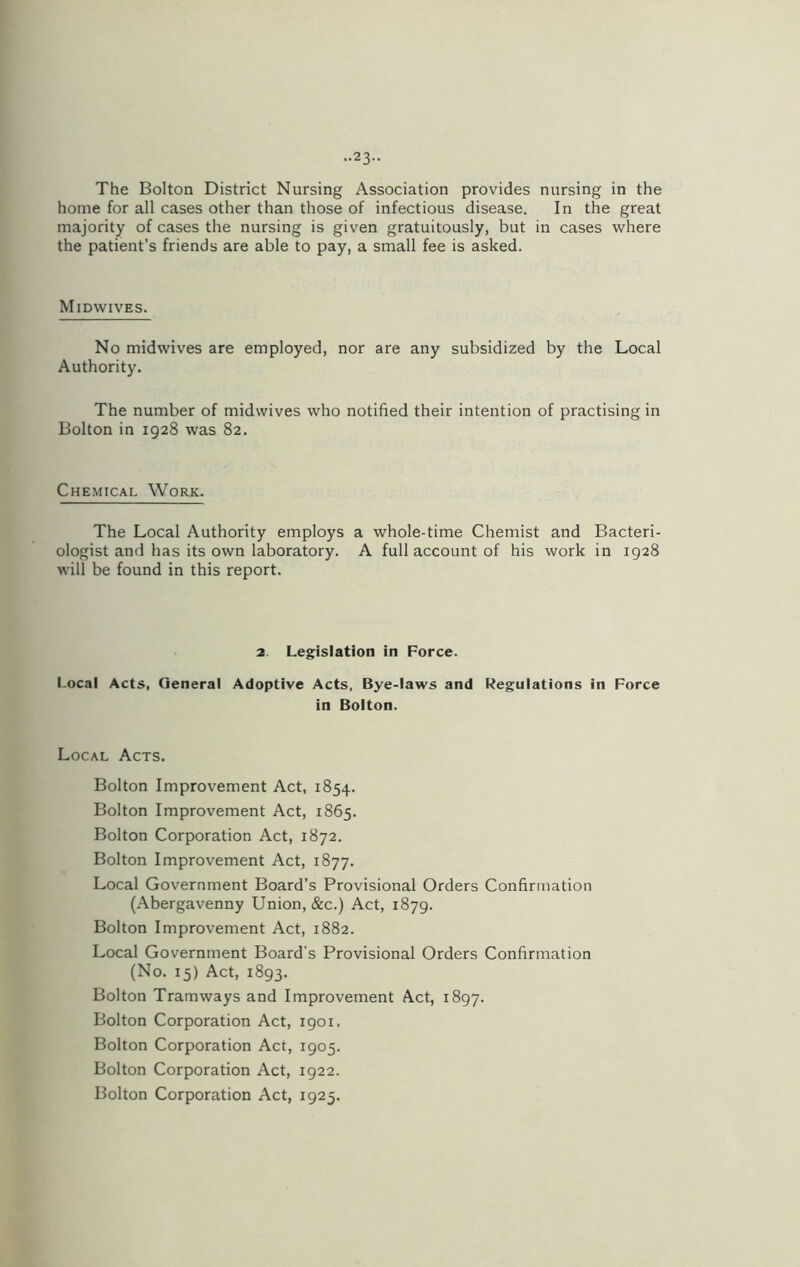 ..23..
The Bolton District Nursing Association provides nursing in the
home for all cases other than those of infectious disease. In the great
majority of cases the nursing is given gratuitously, but in cases where
the patient's friends are able to pay, a small fee is asked.
Midwives.
No midwives are employed, nor are any subsidized by the Local
Authority.
The number of midwives who notified their intention of practising in
Bolton in 1928 was 82.
Chemical Work.
The Local Authority employs a whole-time Chemist and Bacteri-
ologist and has its own laboratory. A full account of his work in 1928
will be found in this report.
2. Legislation in Force.
Local Acts, General Adoptive Acts, Bye-laws and Regulations in Force
in Bolton.
Local Acts.
Bolton Improvement Act, 1854.
Bolton Improvement Act, 1865.
Bolton Corporation Act, 1872.
Bolton Improvement Act, 1877.
Local Government Board's Provisional Orders Confirmation
(Abergavenny Union, &c.) Act, 1879.
Bolton Improvement Act, 1882.
Local Government Board's Provisional Orders Confirmation
(No. 15) Act, 1893.
Bolton Tramways and Improvement Act, 1897.
Bolton Corporation Act, 1901.
Bolton Corporation Act, 1905.
Bolton Corporation Act, 1922.
Bolton Corporation Act, 1925.